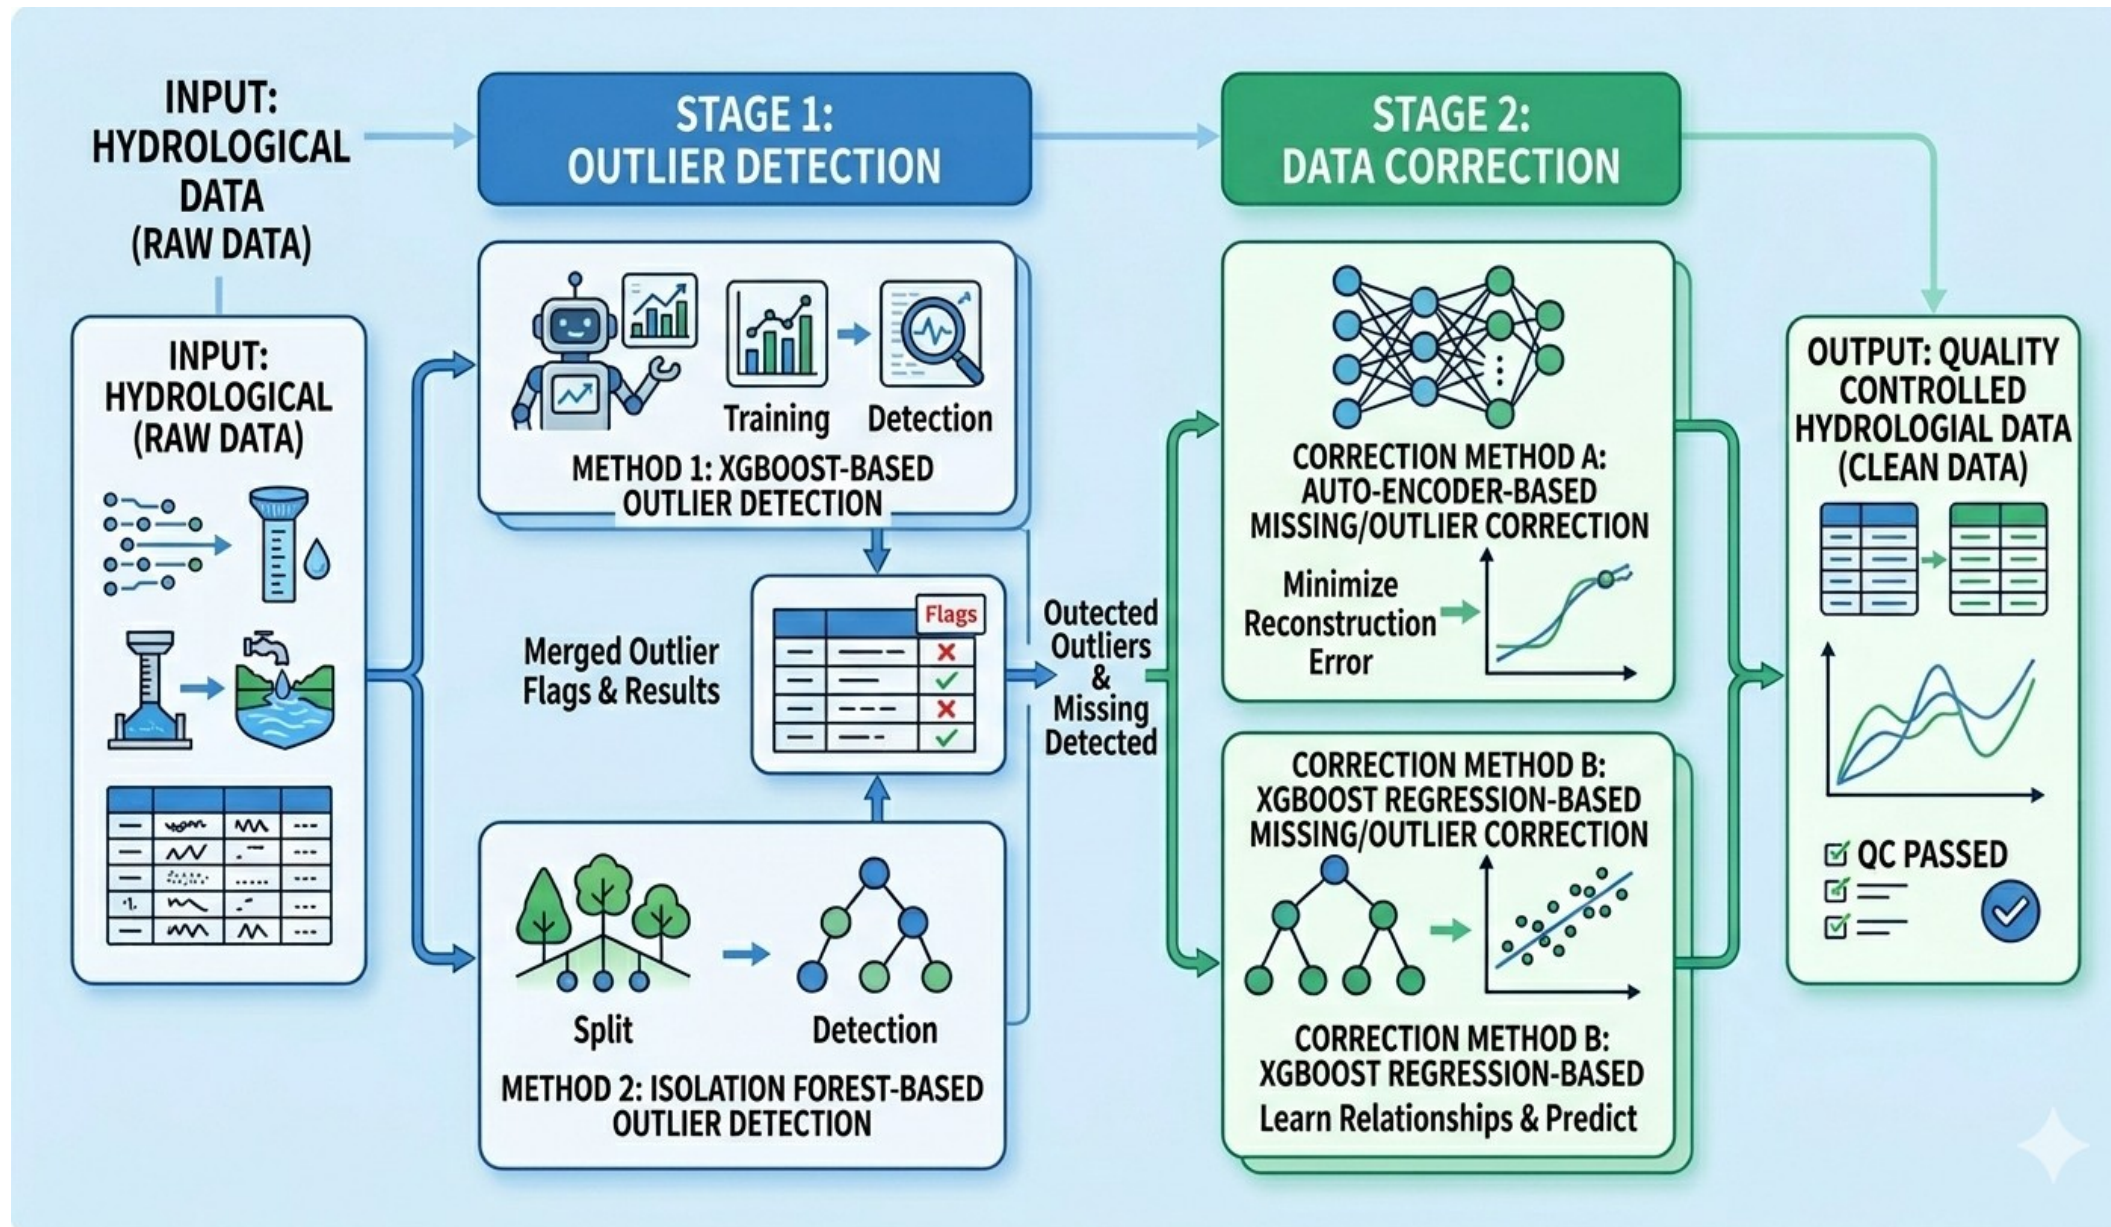 INPUT:
HYDROLOGICAL
DATA
(RAW DATA)
STAGE 1:
OUTLIER DETECTION
STAGE 2:
DATA CORRECTION
INPUT:
HYDROLOGICAL
(RAW DATA)
Training
Detection
METHOD 1: XGBOOST-BASED
OUTLIER DETECTION
Merged Outlier
Flags & Results
Flags
Split
Detection
METHOD 2: ISOLATION FOREST-BASED
OUTLIER DETECTION
Outected
Outliers
&
Missing
Detected
CORRECTION METHOD A:
AUTO-ENCODER-BASED
MISSING/OUTLIER CORRECTION
Minimize
Reconstruction
Error
CORRECTION METHOD B:
XGBOOST REGRESSION-BASED
MISSING/OUTLIER CORRECTION
CORRECTION METHOD B:
XGBOOST REGRESSION-BASED
Learn Relationships & Predict
OUTPUT: QUALITY
CONTROLLED
HYDROLOGIAL DATA
(CLEAN DATA)
QC PASSED